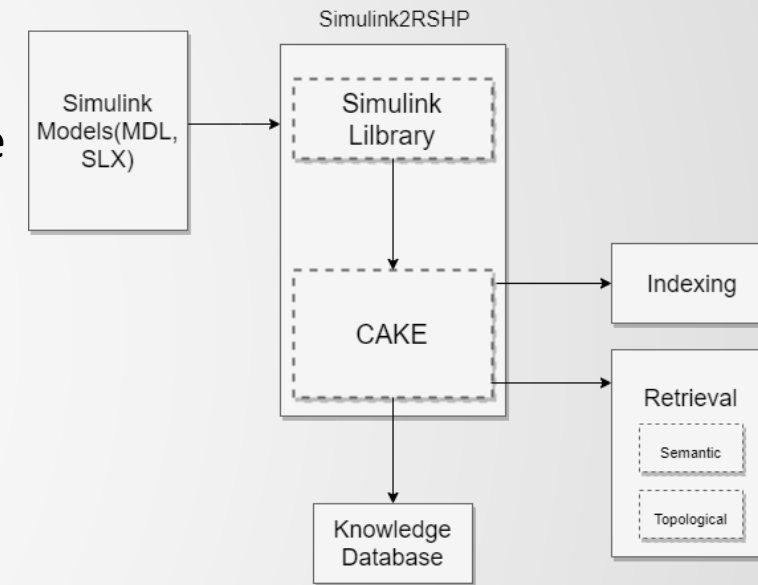 Simulink2RSHP
Simulink
Models(MDL,
SLX)
e
Simulink
Lilbrary
CAKE
Indexing
Retrieval
Semantic
Topological
Knowledge
Database